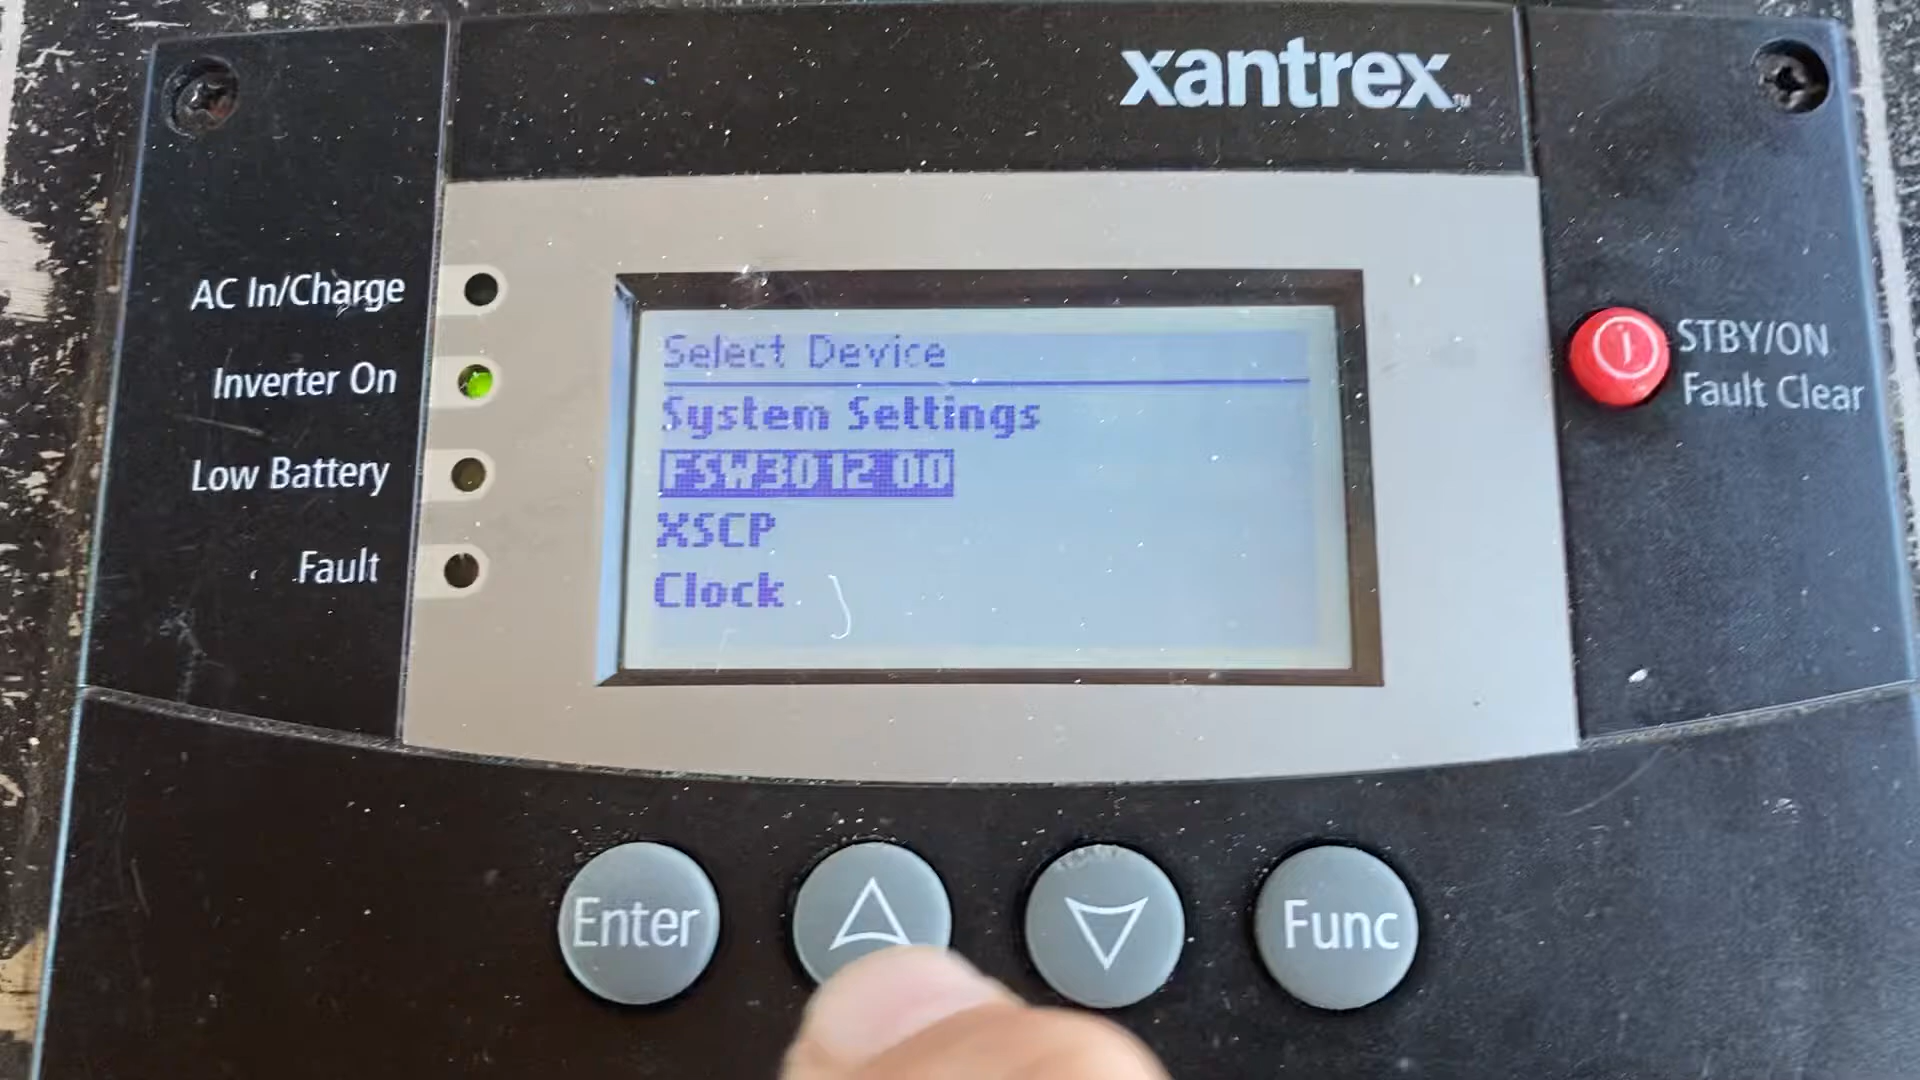 xantrex™
AC In/Charge
Inverter On
Low Battery
Fault
Select Device
System Settings
FSW3012 00
XSCP
Clock
STBY/ON
Fault Clear
Enter
Func